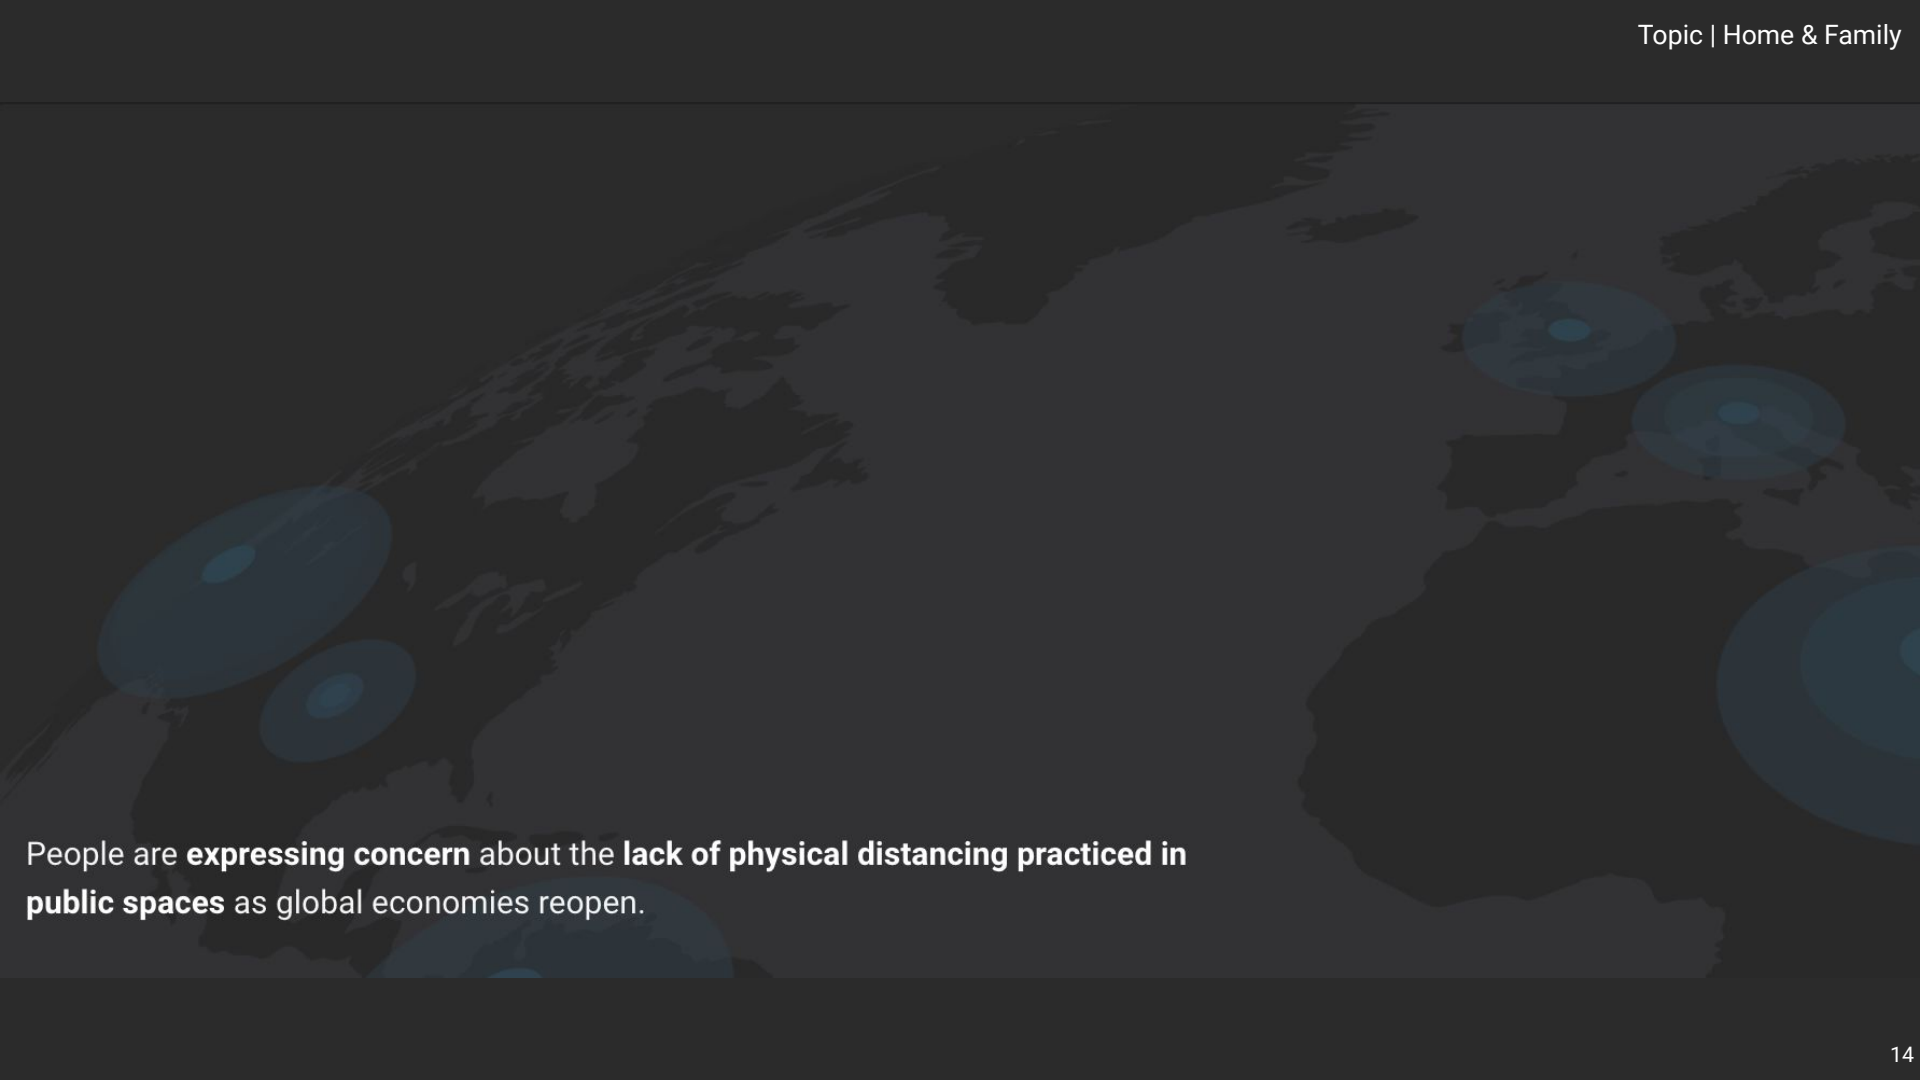 Topic | Home & Family
People are expressing concern about the lack of physical distancing practiced in
public spaces as global economies reopen.
14